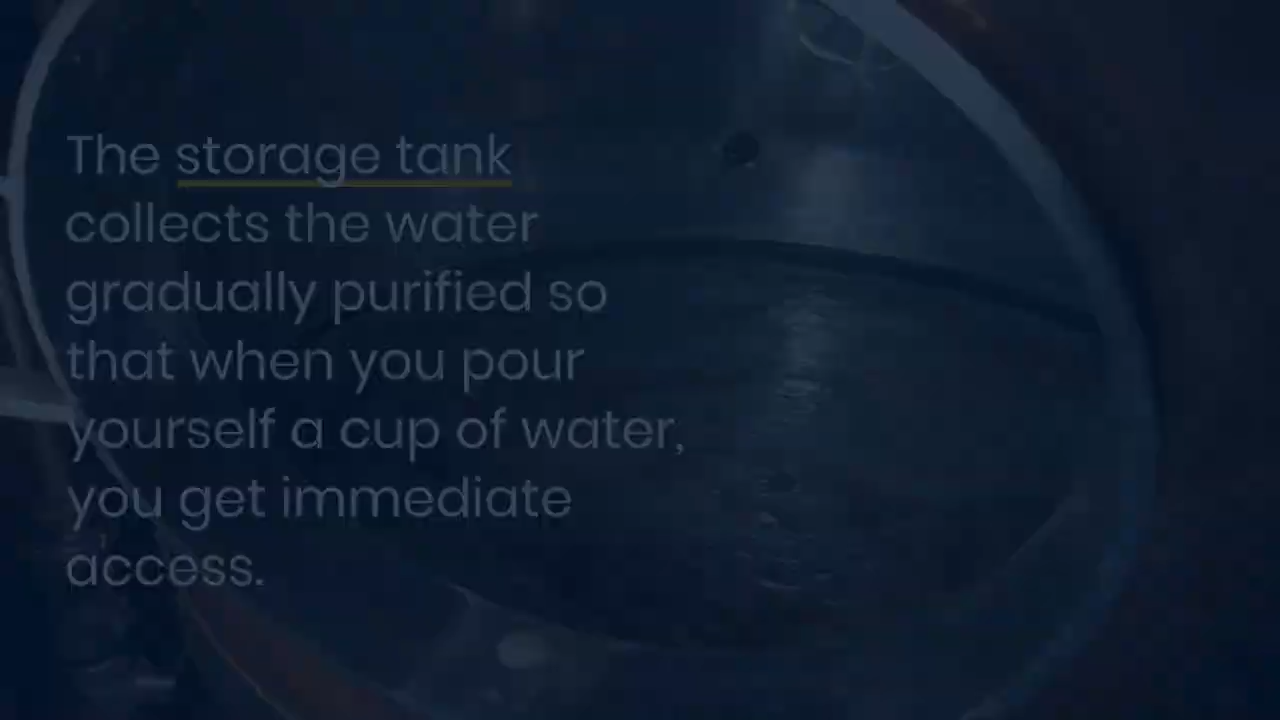 The storage tank
collects the water
gradually purified so
that when you pour
yourself a cup of water,
you get immediate
access.